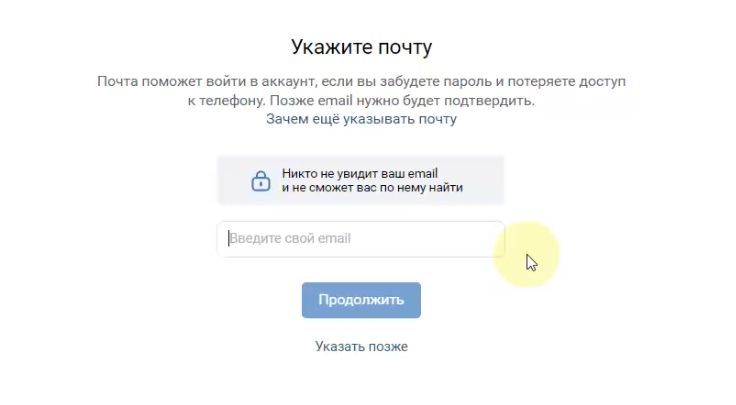 Укажите почту
Почта поможет войти в аккаунт, если вы забудете пароль и потеряете доступ
к телефону. Позже email нужно будет подтвердить.
Зачем ещё указывать почту
Никто не увидит ваш email
и не сможет вас по нему найти
Введите свой email
Продолжить
Указать позже